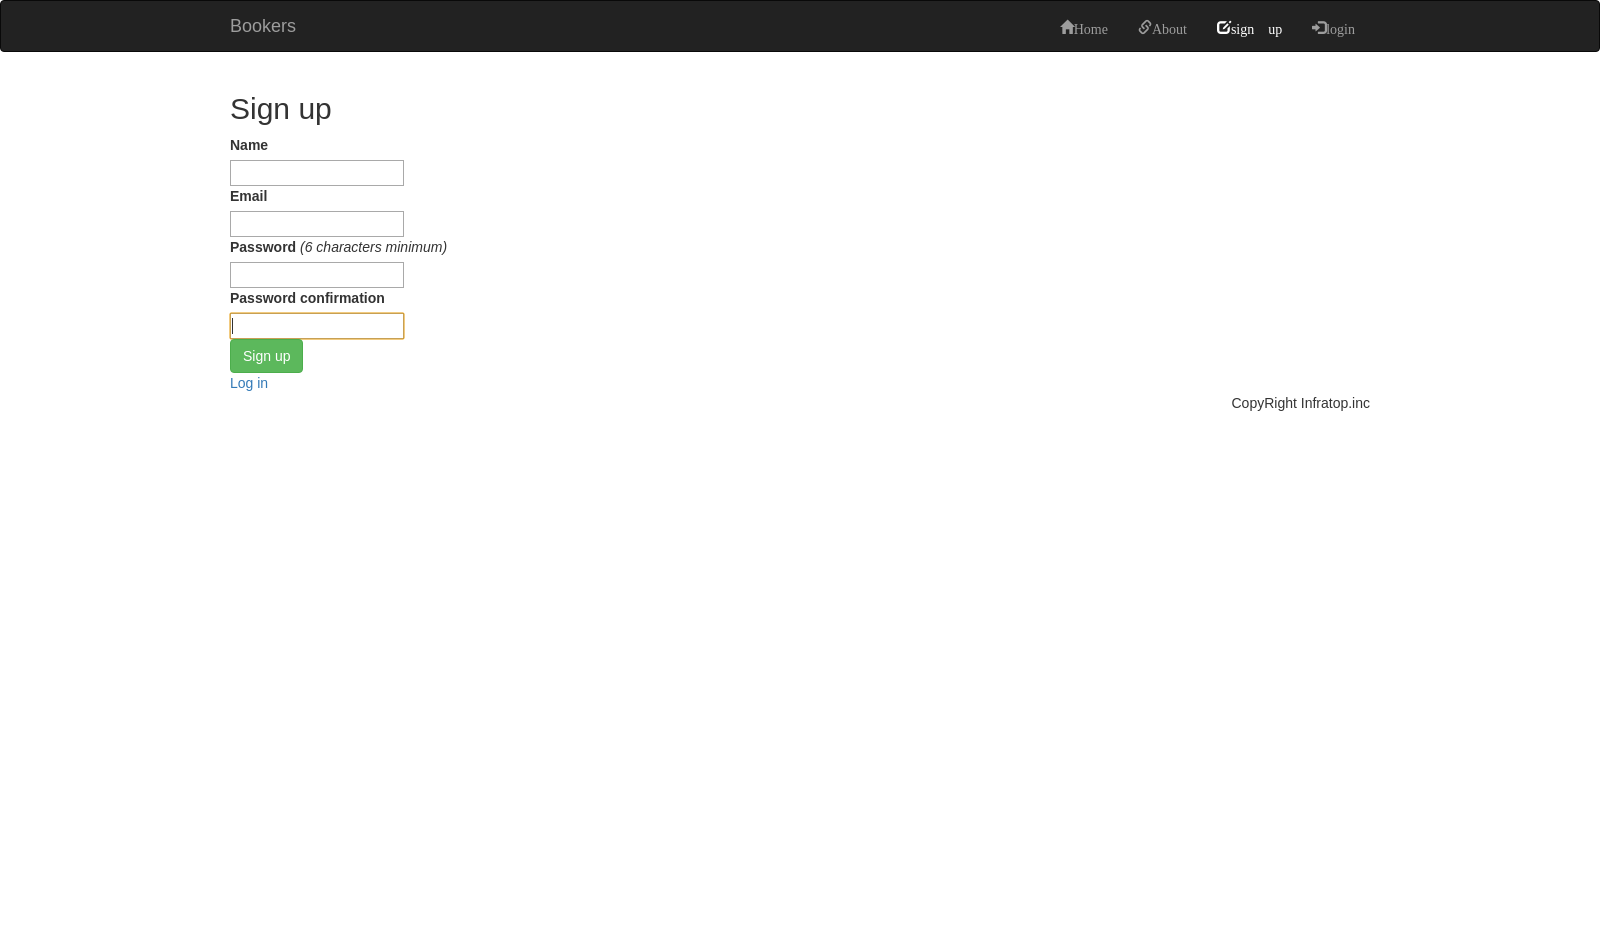 Bookers Home About sign up login
Sign up
Name
Email
Password (6 characters minimum)
Password confirmation
Sign up
Log in
CopyRight Infratop.inc